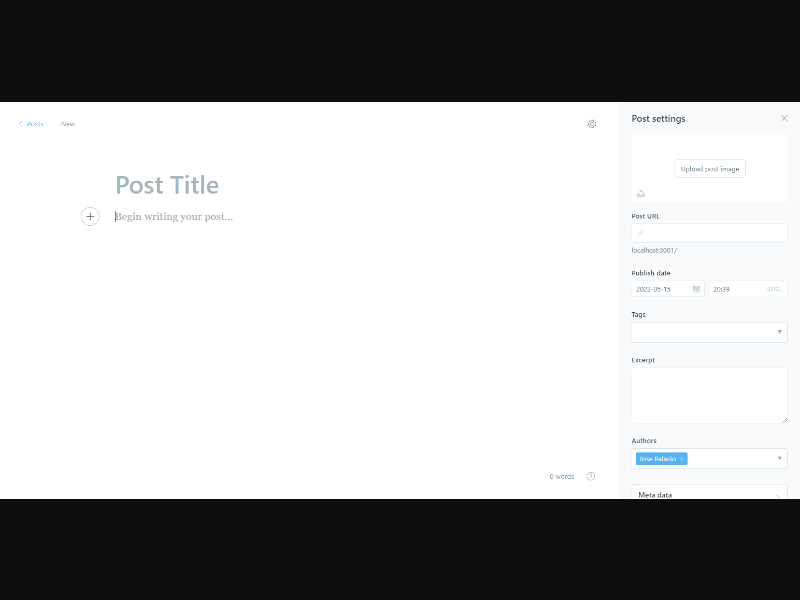 Posts
New
Post Title
Begin writing your post...
0 words
Post settings
Upload post image
Post URL
localhost:3001/
Publish date
2022-05-15
20:39
(UTC)
Tags
Excerpt
Authors
Jose Palacio
Meta data